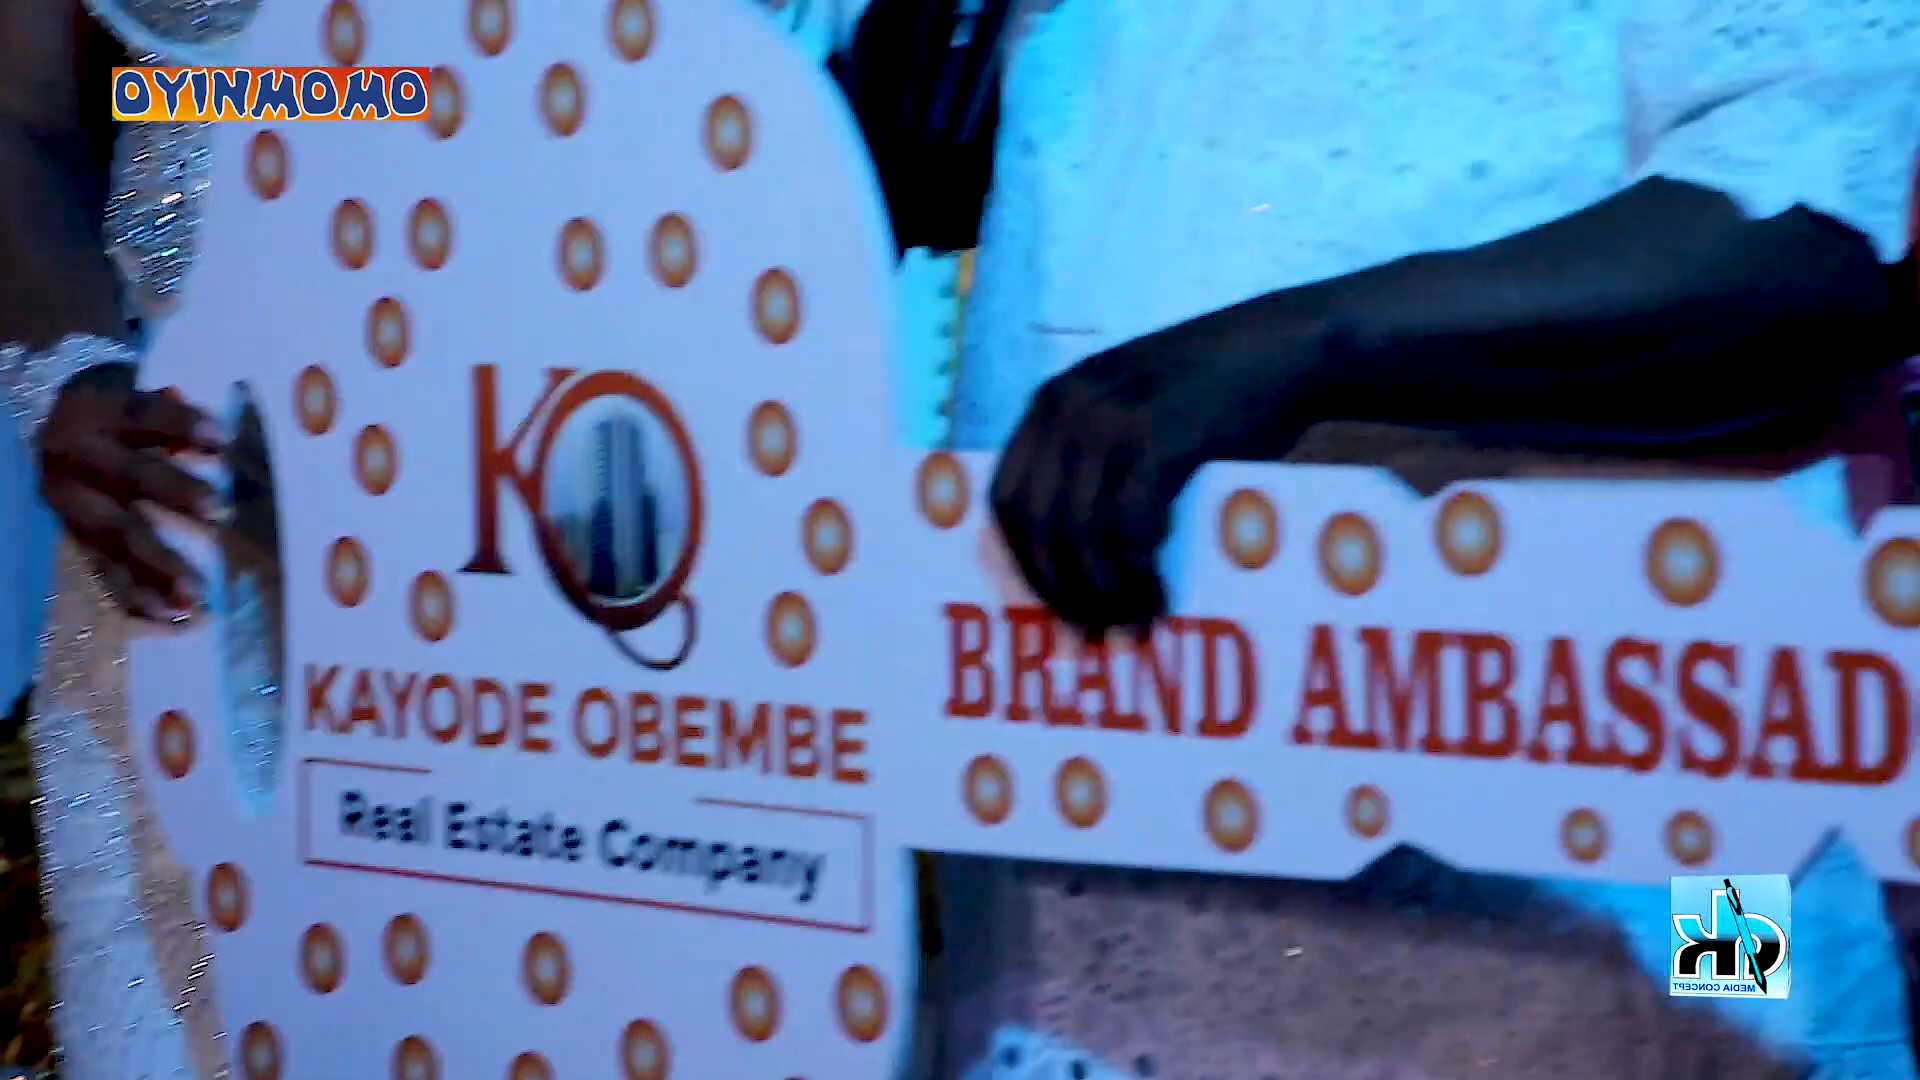 OYINMOMO
KO
KAYODE OBEMBE
Real Estate Company
BRAND AMBASSAD
MEDIA CONCEPT